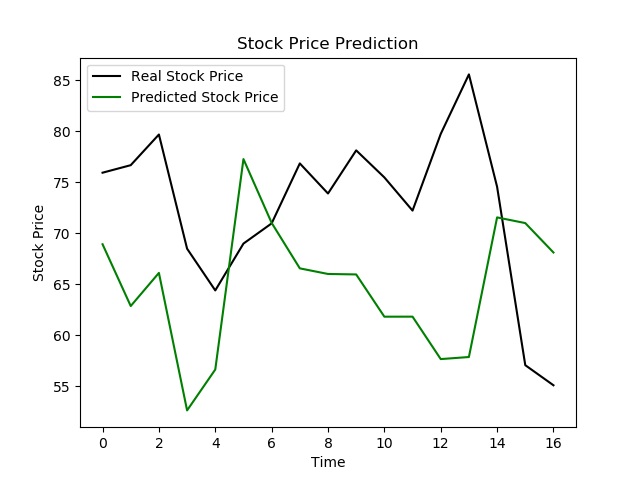 Stock Price Prediction
Real Stock Price
Predicted Stock Price
Stock Price
85
80
75
70
65
60
55
0 2 4 6 8 10 12 14 16
Time